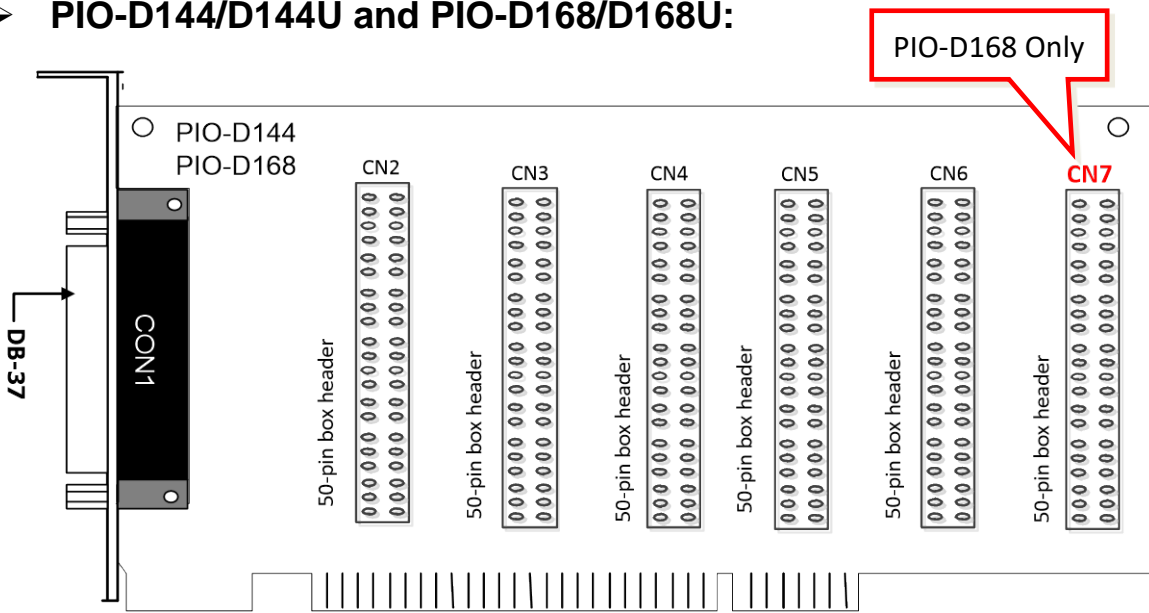 PIO-D144/D144U and PIO-D168/D168U:
PIO-D168 Only
PIO-D144
PIO-D168
CN2
CN3
CN4
CN5
CN6
CN7
DB-37
CON1
50-pin box header
50-pin box header
50-pin box header
50-pin box header
50-pin box header
50-pin box header